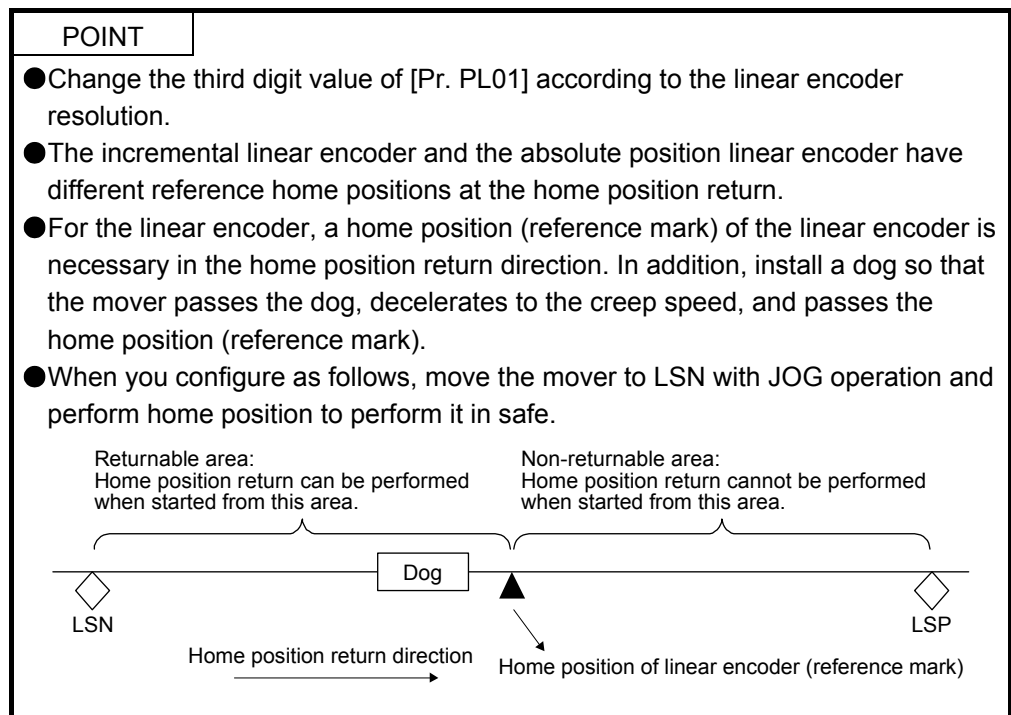 POINT
●Change the third digit value of [Pr. PL01] according to the linear encoder
resolution.
●The incremental linear encoder and the absolute position linear encoder have
different reference home positions at the home position return.
●For the linear encoder, a home position (reference mark) of the linear encoder is
necessary in the home position return direction. In addition, install a dog so that
the mover passes the dog, decelerates to the creep speed, and passes the
home position (reference mark).
●When you configure as follows, move the mover to LSN with JOG operation and
perform home position to perform it in safe.
Returnable area:
Home position return can be performed
when started from this area.
Non-returnable area:
Home position return cannot be performed
when started from this area.
Dog
LSN
LSP
Home position return direction
Home position of linear encoder (reference mark)